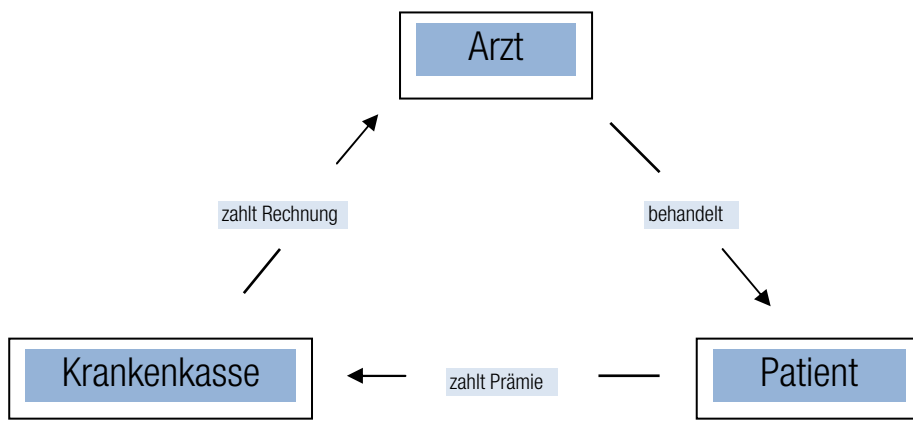 Arzt
zahlt Rechnung
behandelt
Krankenkasse
zahlt Prämie
Patient